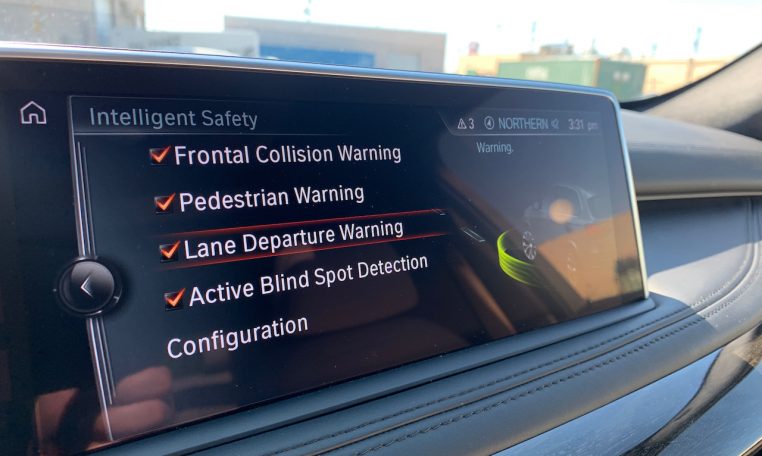 Intelligent Safety
3 NORTHERN 3:31 pm
Frontal Collision Warning
Warning.
Pedestrian Warning
Lane Departure Warning
Active Blind Spot Detection
Configuration